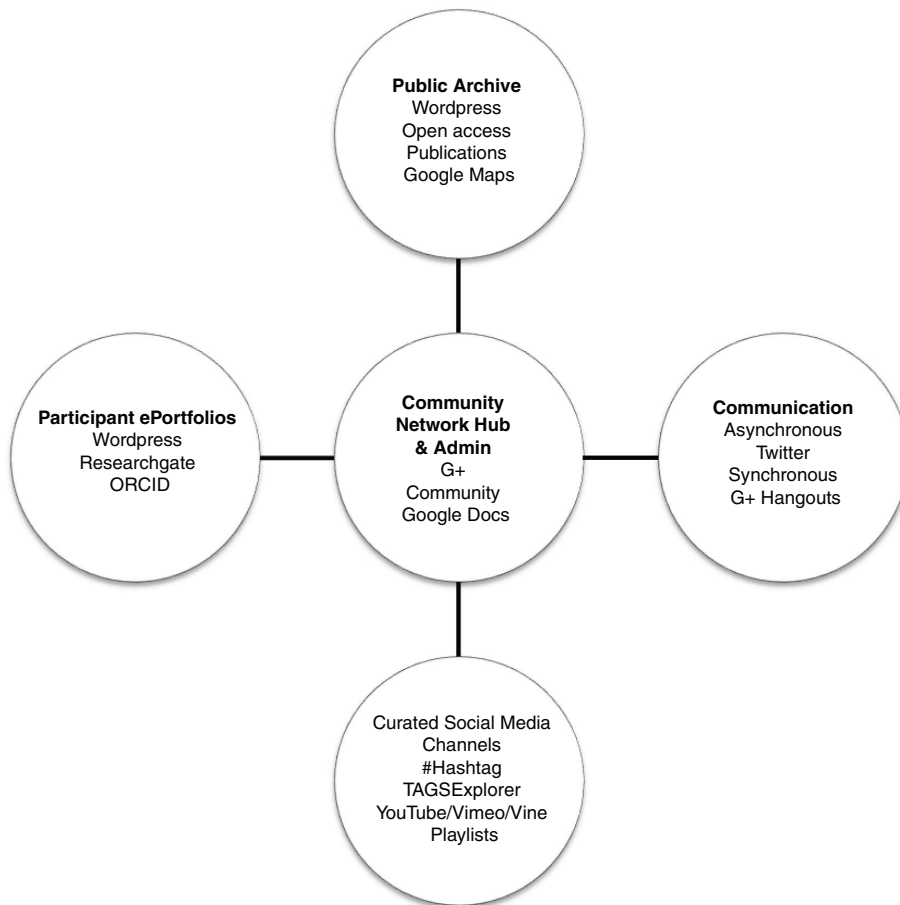 Public Archive
Wordpress
Open access
Publications
Google Maps
Participant ePortfolios
Wordpress
Researchgate
ORCID
Community
Network Hub
& Admin
G+
Community
Google Docs
Communication
Asynchronous
Twitter
Synchronous
G+ Hangouts
Curated Social Media
Channels
#Hashtag
TAGSExplorer
YouTube/Vimeo/Vine
Playlists